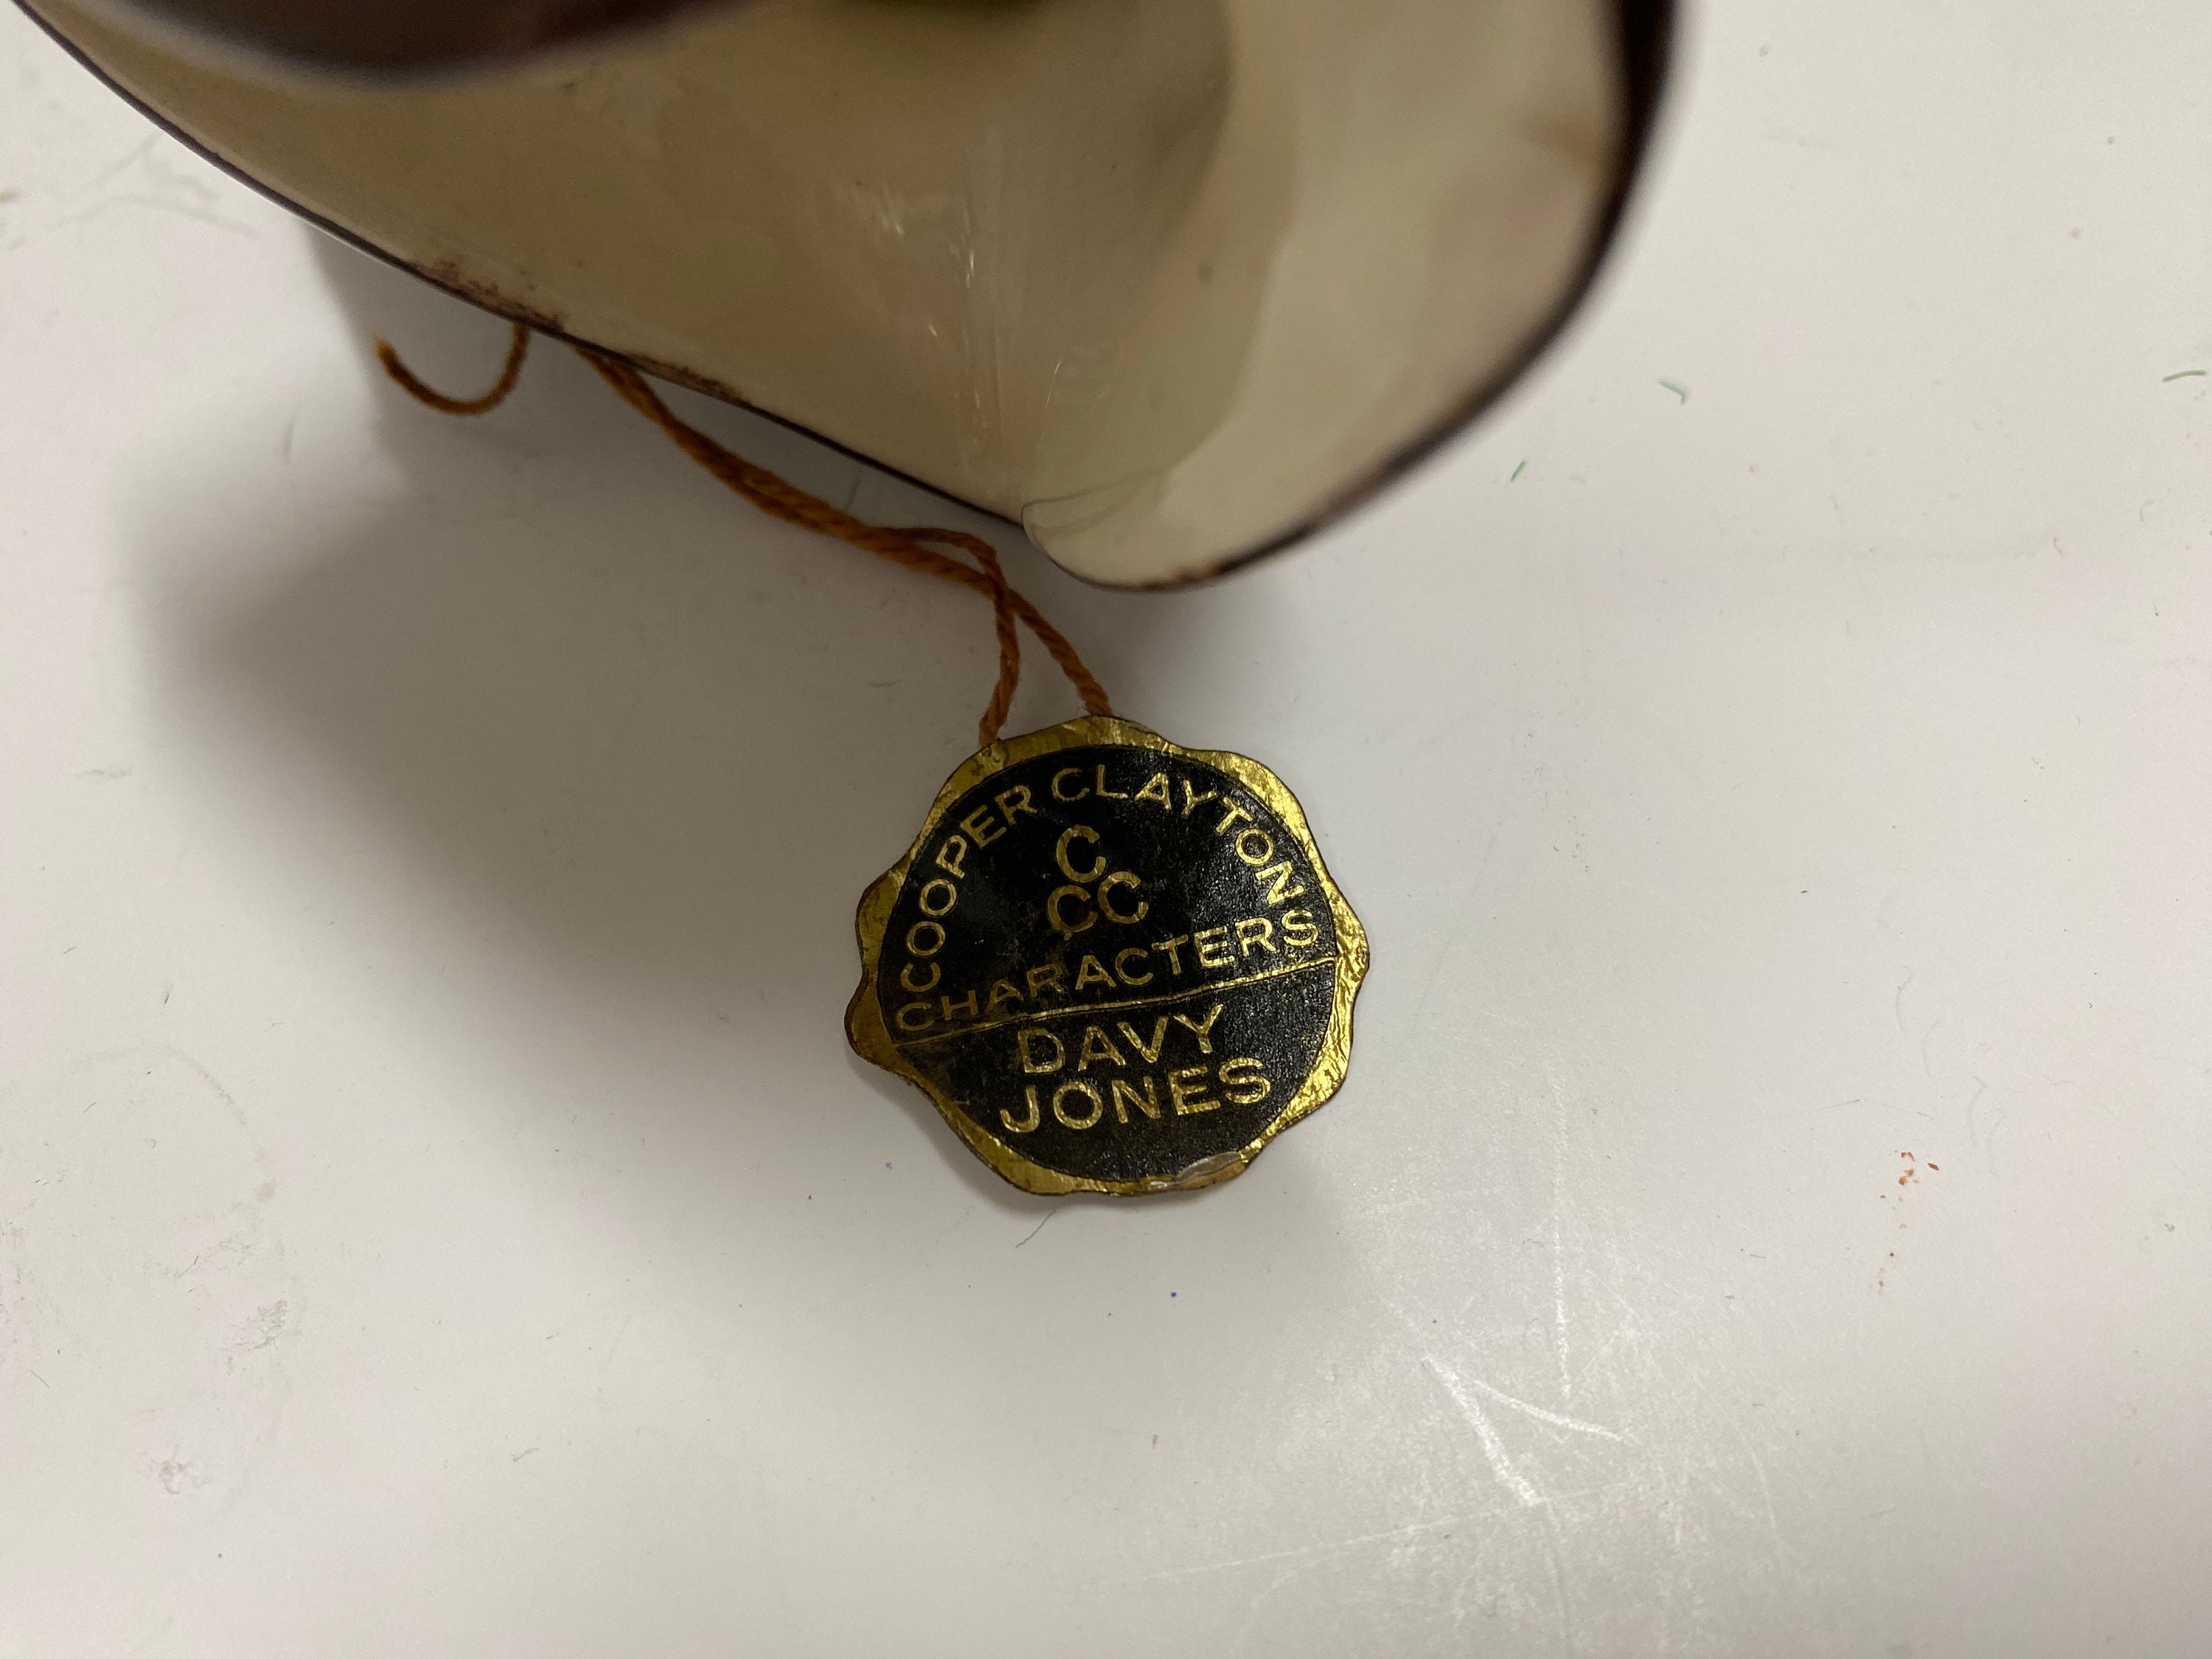 COOPER CLAYTONS
C
CC
CHARACTERS
DAVY
JONES